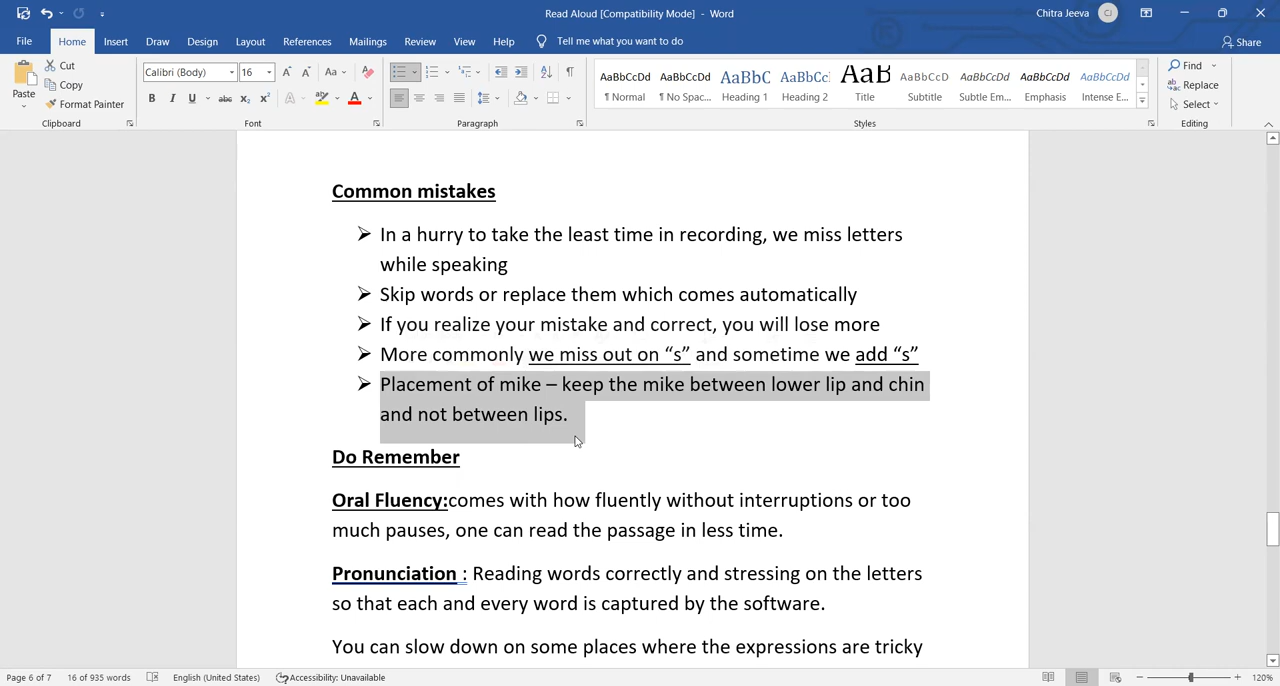 Read Aloud [Compatibility Mode] - Word
Chitra Jeeva
CJ
File Home Insert Draw Design Layout References Mailings Review View Help Tell me what you want to do
Share
Paste
Cut
Copy
Format Painter
Calibri (Body) 16
AaBbCcDd AaBbCcDd AaBbC AaBbCc AaB AaBbCcD AaBbCcDd AaBbCcDd AaBbCcDd
¶ Normal ¶ No Spac... Heading 1 Heading 2 Title Subtitle Subtle Em... Emphasis Intense E...
Find
Replace
Select
Clipboard Font Paragraph Styles Editing
Common mistakes
➢ In a hurry to take the least time in recording, we miss letters
while speaking
➢ Skip words or replace them which comes automatically
➢ If you realize your mistake and correct, you will lose more
➢ More commonly we miss out on “s” and sometime we add “s”
➢ Placement of mike – keep the mike between lower lip and chin
and not between lips.
Do Remember
Oral Fluency:comes with how fluently without interruptions or too
much pauses, one can read the passage in less time.
Pronunciation : Reading words correctly and stressing on the letters
so that each and every word is captured by the software.
You can slow down on some places where the expressions are tricky
Page 6 of 7 16 of 935 words English (United States) Accessibility: Unavailable 120%